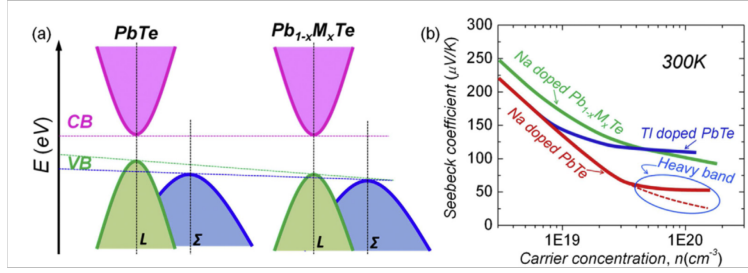 (a)
PbTe
Pb1-xMxTe
E (eV)
CB
VB
L
Σ
L
Σ
(b)
300K
Seebeck coefficient (μV/K)
300
250
200
150
100
50
0
Na doped Pb1-xMxTe
Tl doped PbTe
Na doped PbTe
Heavy band
1E19
1E20
Carrier concentration, n(cm-3)